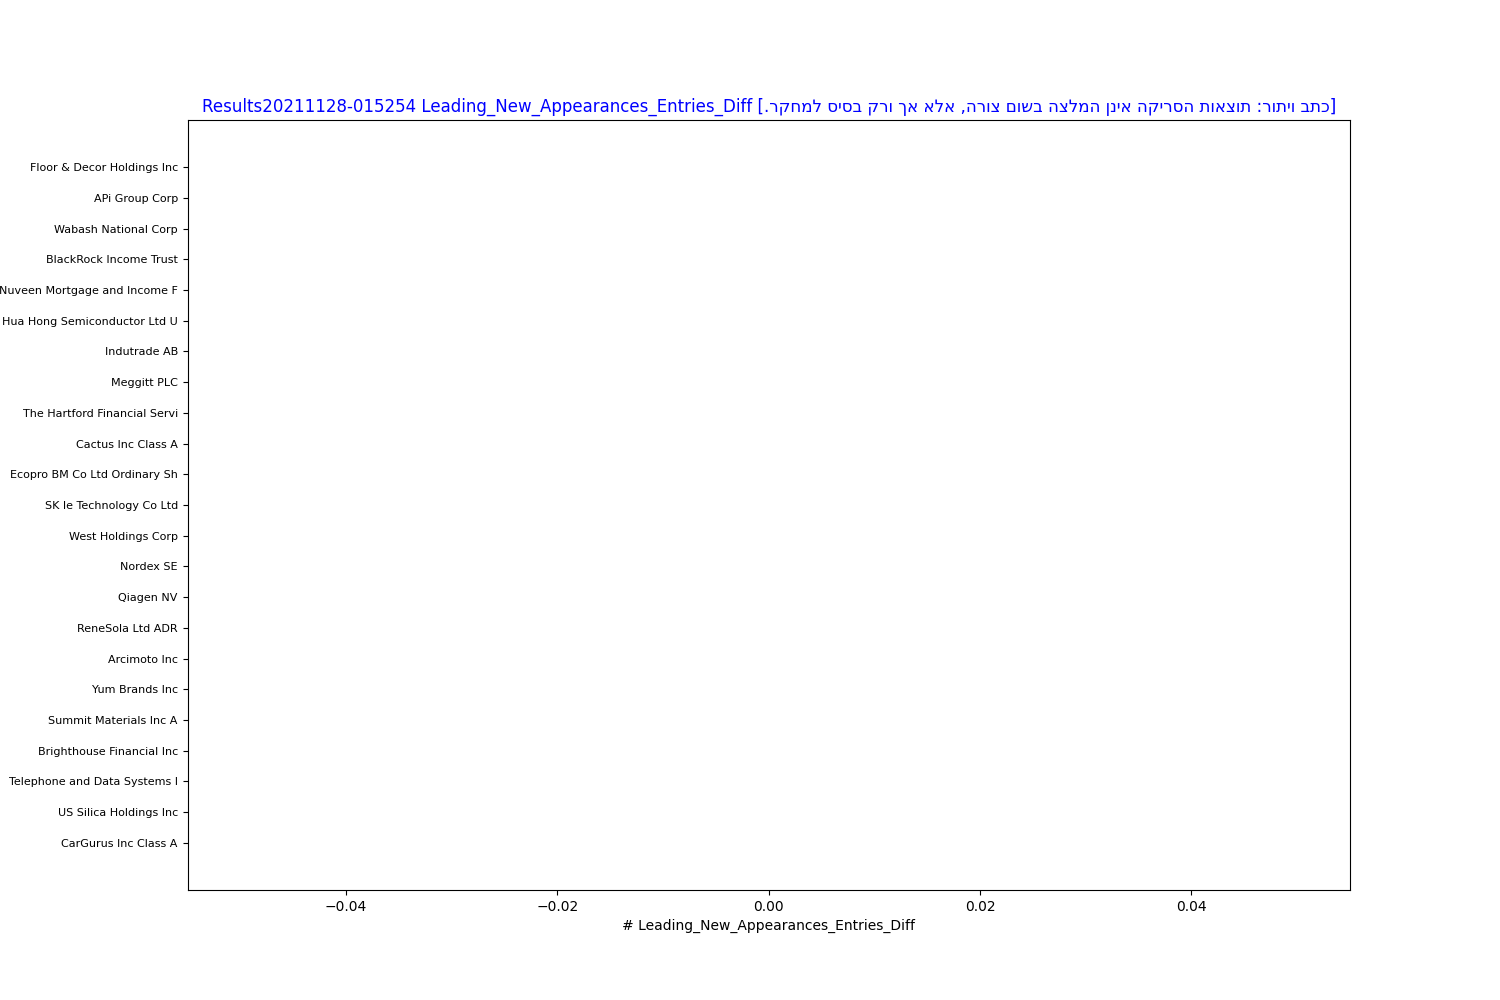 Results20211128-015254 Leading_New_Appearances_Entries_Diff [כתב ויתור: תוצאות הסריקה אינן המלצה בשום צורה, אלא אך ורק בסיס למחקר.]
Floor & Decor Holdings Inc
APi Group Corp
Wabash National Corp
BlackRock Income Trust
Nuveen Mortgage and Income F
Hua Hong Semiconductor Ltd U
Indutrade AB
Meggitt PLC
The Hartford Financial Servi
Cactus Inc Class A
Ecopro BM Co Ltd Ordinary Sh
SK Ie Technology Co Ltd
West Holdings Corp
Nordex SE
Qiagen NV
ReneSola Ltd ADR
Arcimoto Inc
Yum Brands Inc
Summit Materials Inc A
Brighthouse Financial Inc
Telephone and Data Systems I
US Silica Holdings Inc
CarGurus Inc Class A
−0.04 −0.02 0.00 0.02 0.04
# Leading_New_Appearances_Entries_Diff